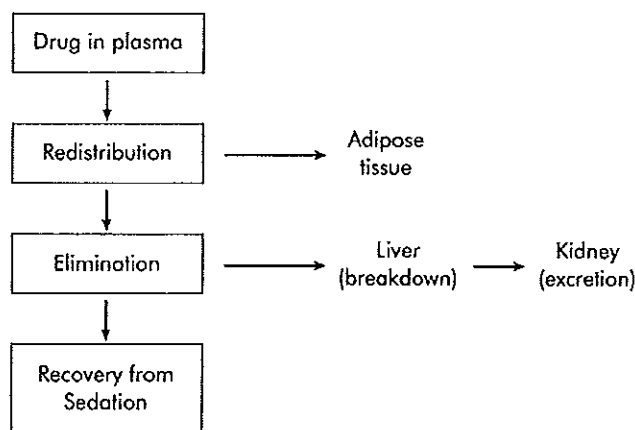 Drug in plasma
Redistribution
Adipose
tissue
Elimination
Liver
(breakdown)
Kidney
(excretion)
Recovery from
Sedation